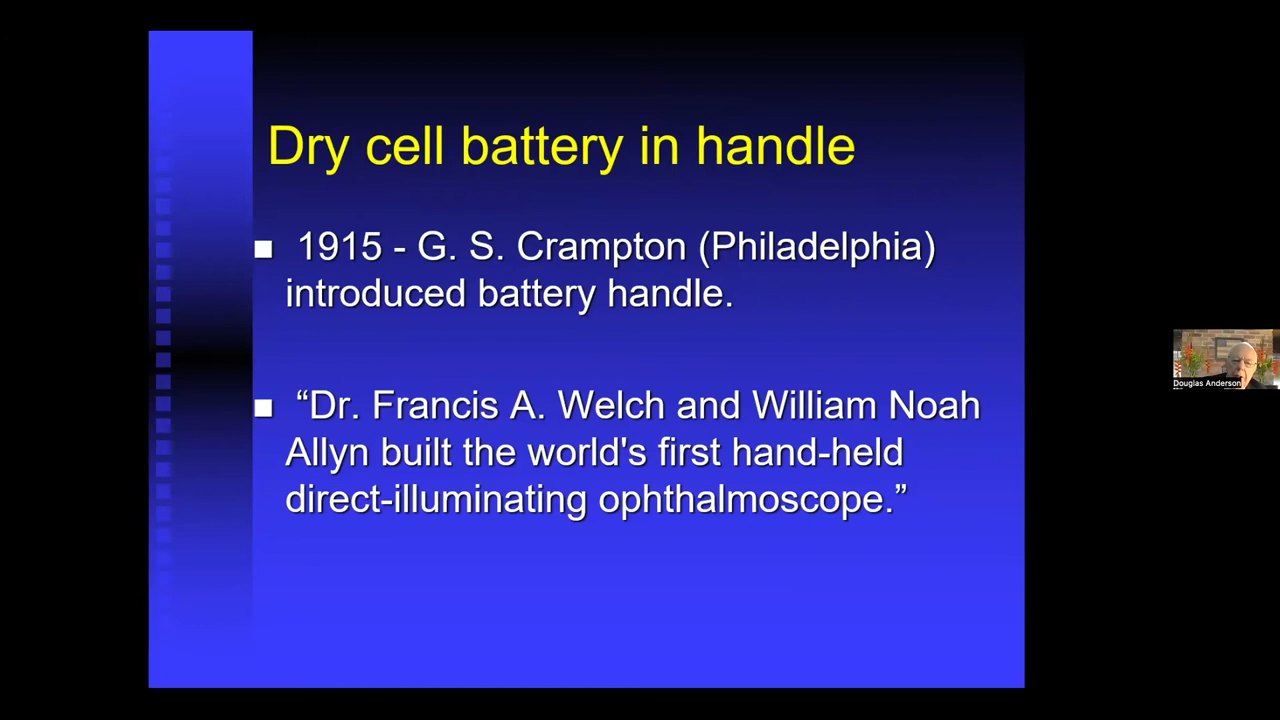 Dry cell battery in handle
■ 1915 - G. S. Crampton (Philadelphia)
introduced battery handle.
■ “Dr. Francis A. Welch and William Noah
Allyn built the world's first hand-held
direct-illuminating ophthalmoscope.”
Douglas Anderson